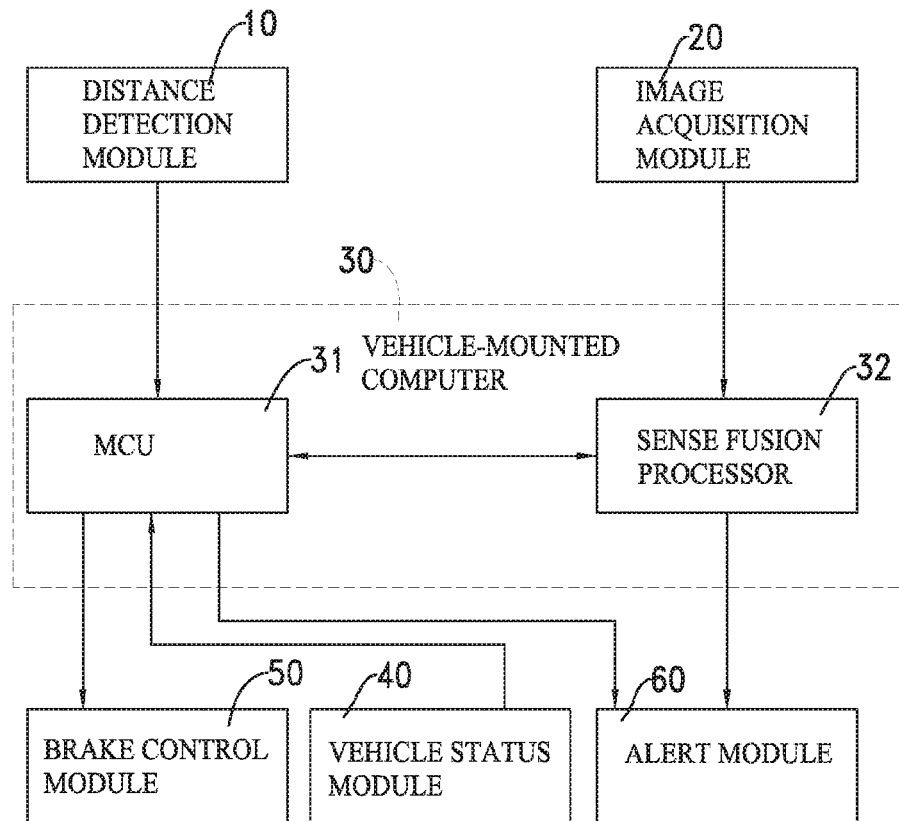 10
DISTANCE
DETECTION
MODULE
20
IMAGE
ACQUISITION
MODULE
30
VEHICLE-MOUNTED
COMPUTER
31
MCU
32
SENSE FUSION
PROCESSOR
50
BRAKE CONTROL
MODULE
40
VEHICLE STATUS
MODULE
60
ALERT MODULE